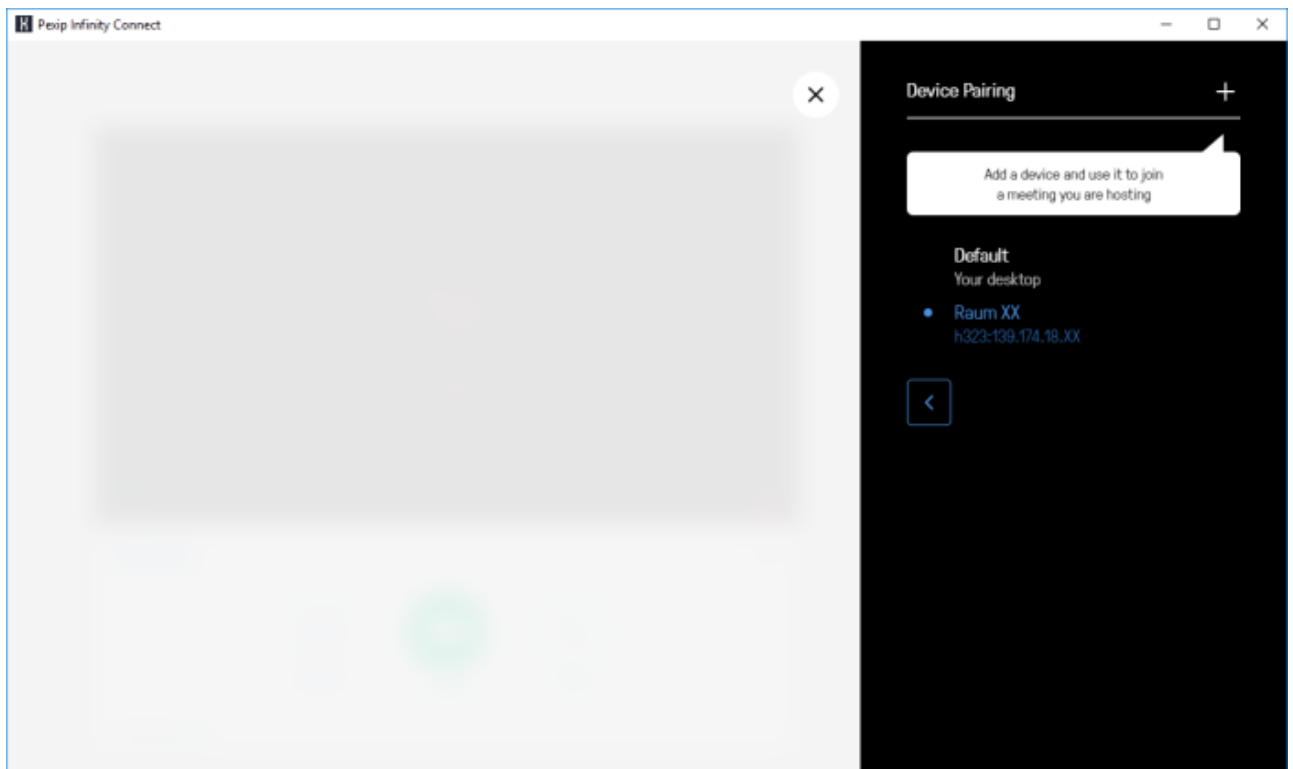 Pexip Infinity Connect
Device Pairing
Add a device and use it to join
a meeting you are hosting
Default
Your desktop
Raum XX
h323:139.174.18.XX